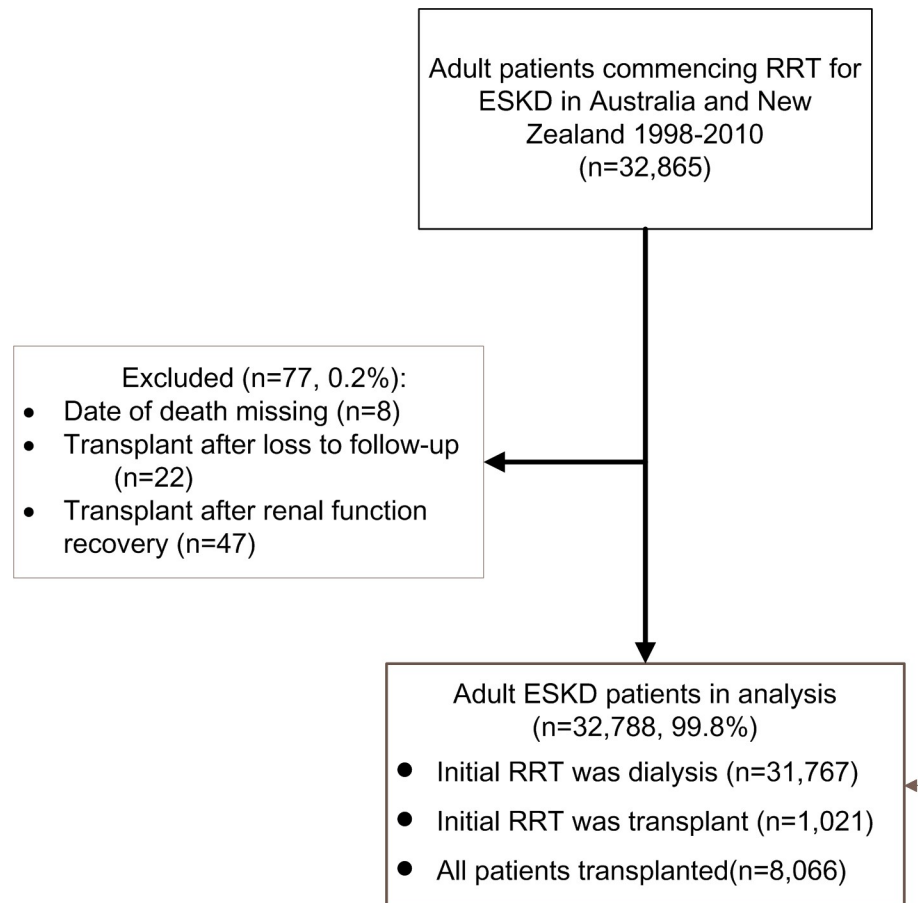 Adult patients commencing RRT for
ESKD in Australia and New
Zealand 1998-2010
(n=32,865)
Excluded (n=77, 0.2%):
• Date of death missing (n=8)
• Transplant after loss to follow-up
(n=22)
• Transplant after renal function
recovery (n=47)
Adult ESKD patients in analysis
(n=32,788, 99.8%)
• Initial RRT was dialysis (n=31,767)
• Initial RRT was transplant (n=1,021)
• All patients transplanted(n=8,066)